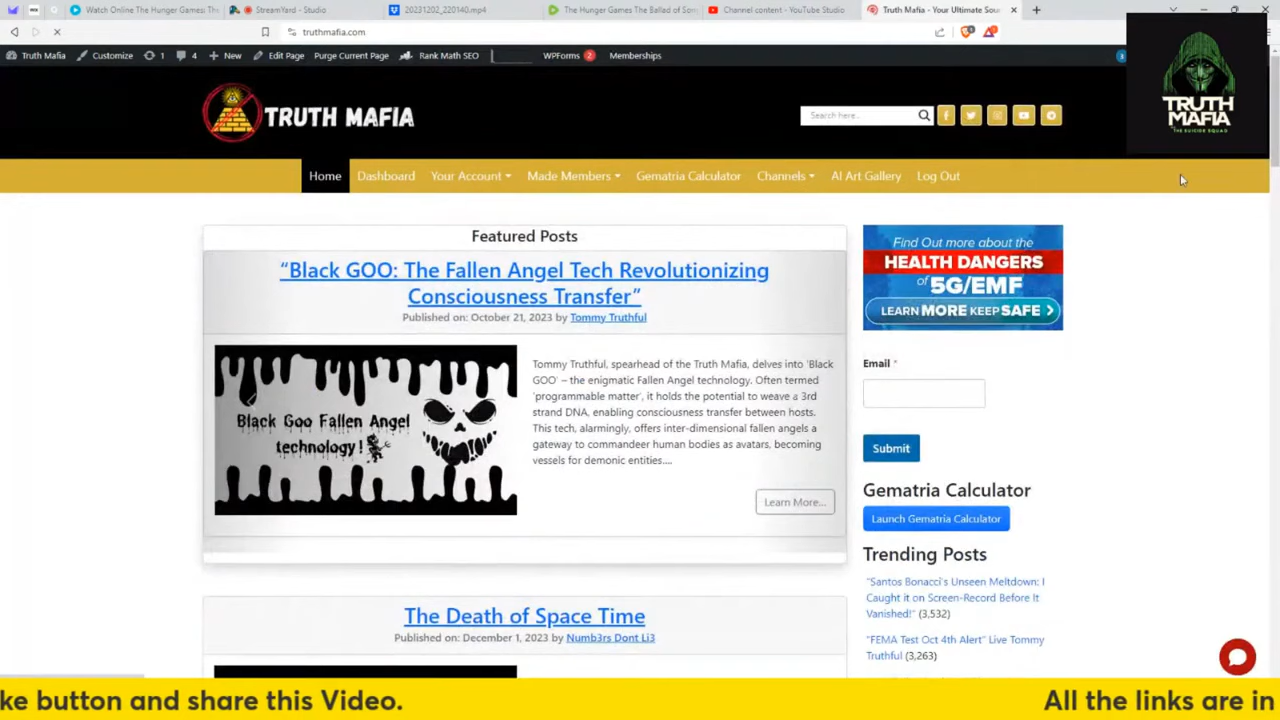 Watch Online The Hunger Games: Th
StreamYard - Studio
20231202_220140.mp4
The Hunger Games The Ballad of Son
Channel content - YouTube Studio
Truth Mafia - Your Ultimate Sou
truthmafia.com
Truth Mafia
Customize
1
4
New
Edit Page
Purge Current Page
Rank Math SEO
WPForms 2
Memberships
3
TRUTH MAFIA
THE SUICIDE SQUAD
TRUTH MAFIA
Search here..
Home
Dashboard
Your Account
Made Members
Gematria Calculator
Channels
AI Art Gallery
Log Out
Featured Posts
“Black GOO: The Fallen Angel Tech Revolutionizing
Consciousness Transfer”
Published on: October 21, 2023 by Tommy Truthful
Black Goo Fallen Angel
technology!
Tommy Truthful, spearhead of the Truth Mafia, delves into 'Black
GOO' – the enigmatic Fallen Angel technology. Often termed
'programmable matter', it holds the potential to weave a 3rd
strand DNA, enabling consciousness transfer between hosts.
This tech, alarmingly, offers inter-dimensional fallen angels a
gateway to commandeer human bodies as avatars, becoming
vessels for demonic entities....
Learn More...
The Death of Space Time
Published on: December 1, 2023 by Numb3rs Dont Li3
Find Out more about the
HEALTH DANGERS
of 5G/EMF
LEARN MORE KEEP SAFE >
Email *
Submit
Gematria Calculator
Launch Gematria Calculator
Trending Posts
“Santos Bonacci's Unseen Meltdown: I
Caught it on Screen-Record Before It
Vanished!” (3,532)
“FEMA Test Oct 4th Alert” Live Tommy
Truthful (3,263)
ke button and share this Video.
All the links are in